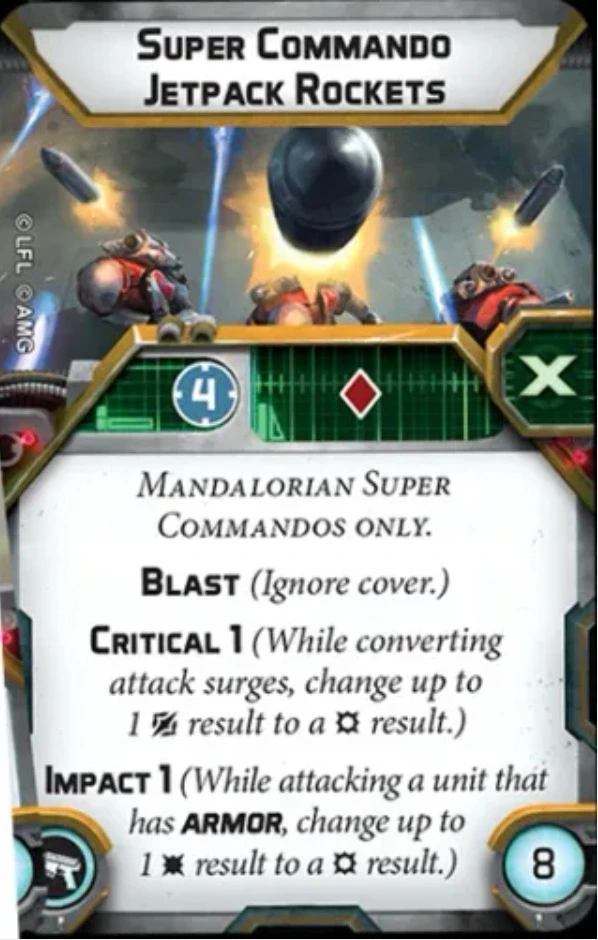 SUPER COMMANDO
JETPACK ROCKETS
© LFL © AMG
4
X
MANDALORIAN SUPER
COMMANDOS ONLY.
BLAST (Ignore cover.)
CRITICAL 1 (While converting
attack surges, change up to
1 result to a result.)
IMPACT 1 (While attacking a unit that
has ARMOR, change up to
1 result to a result.)
8